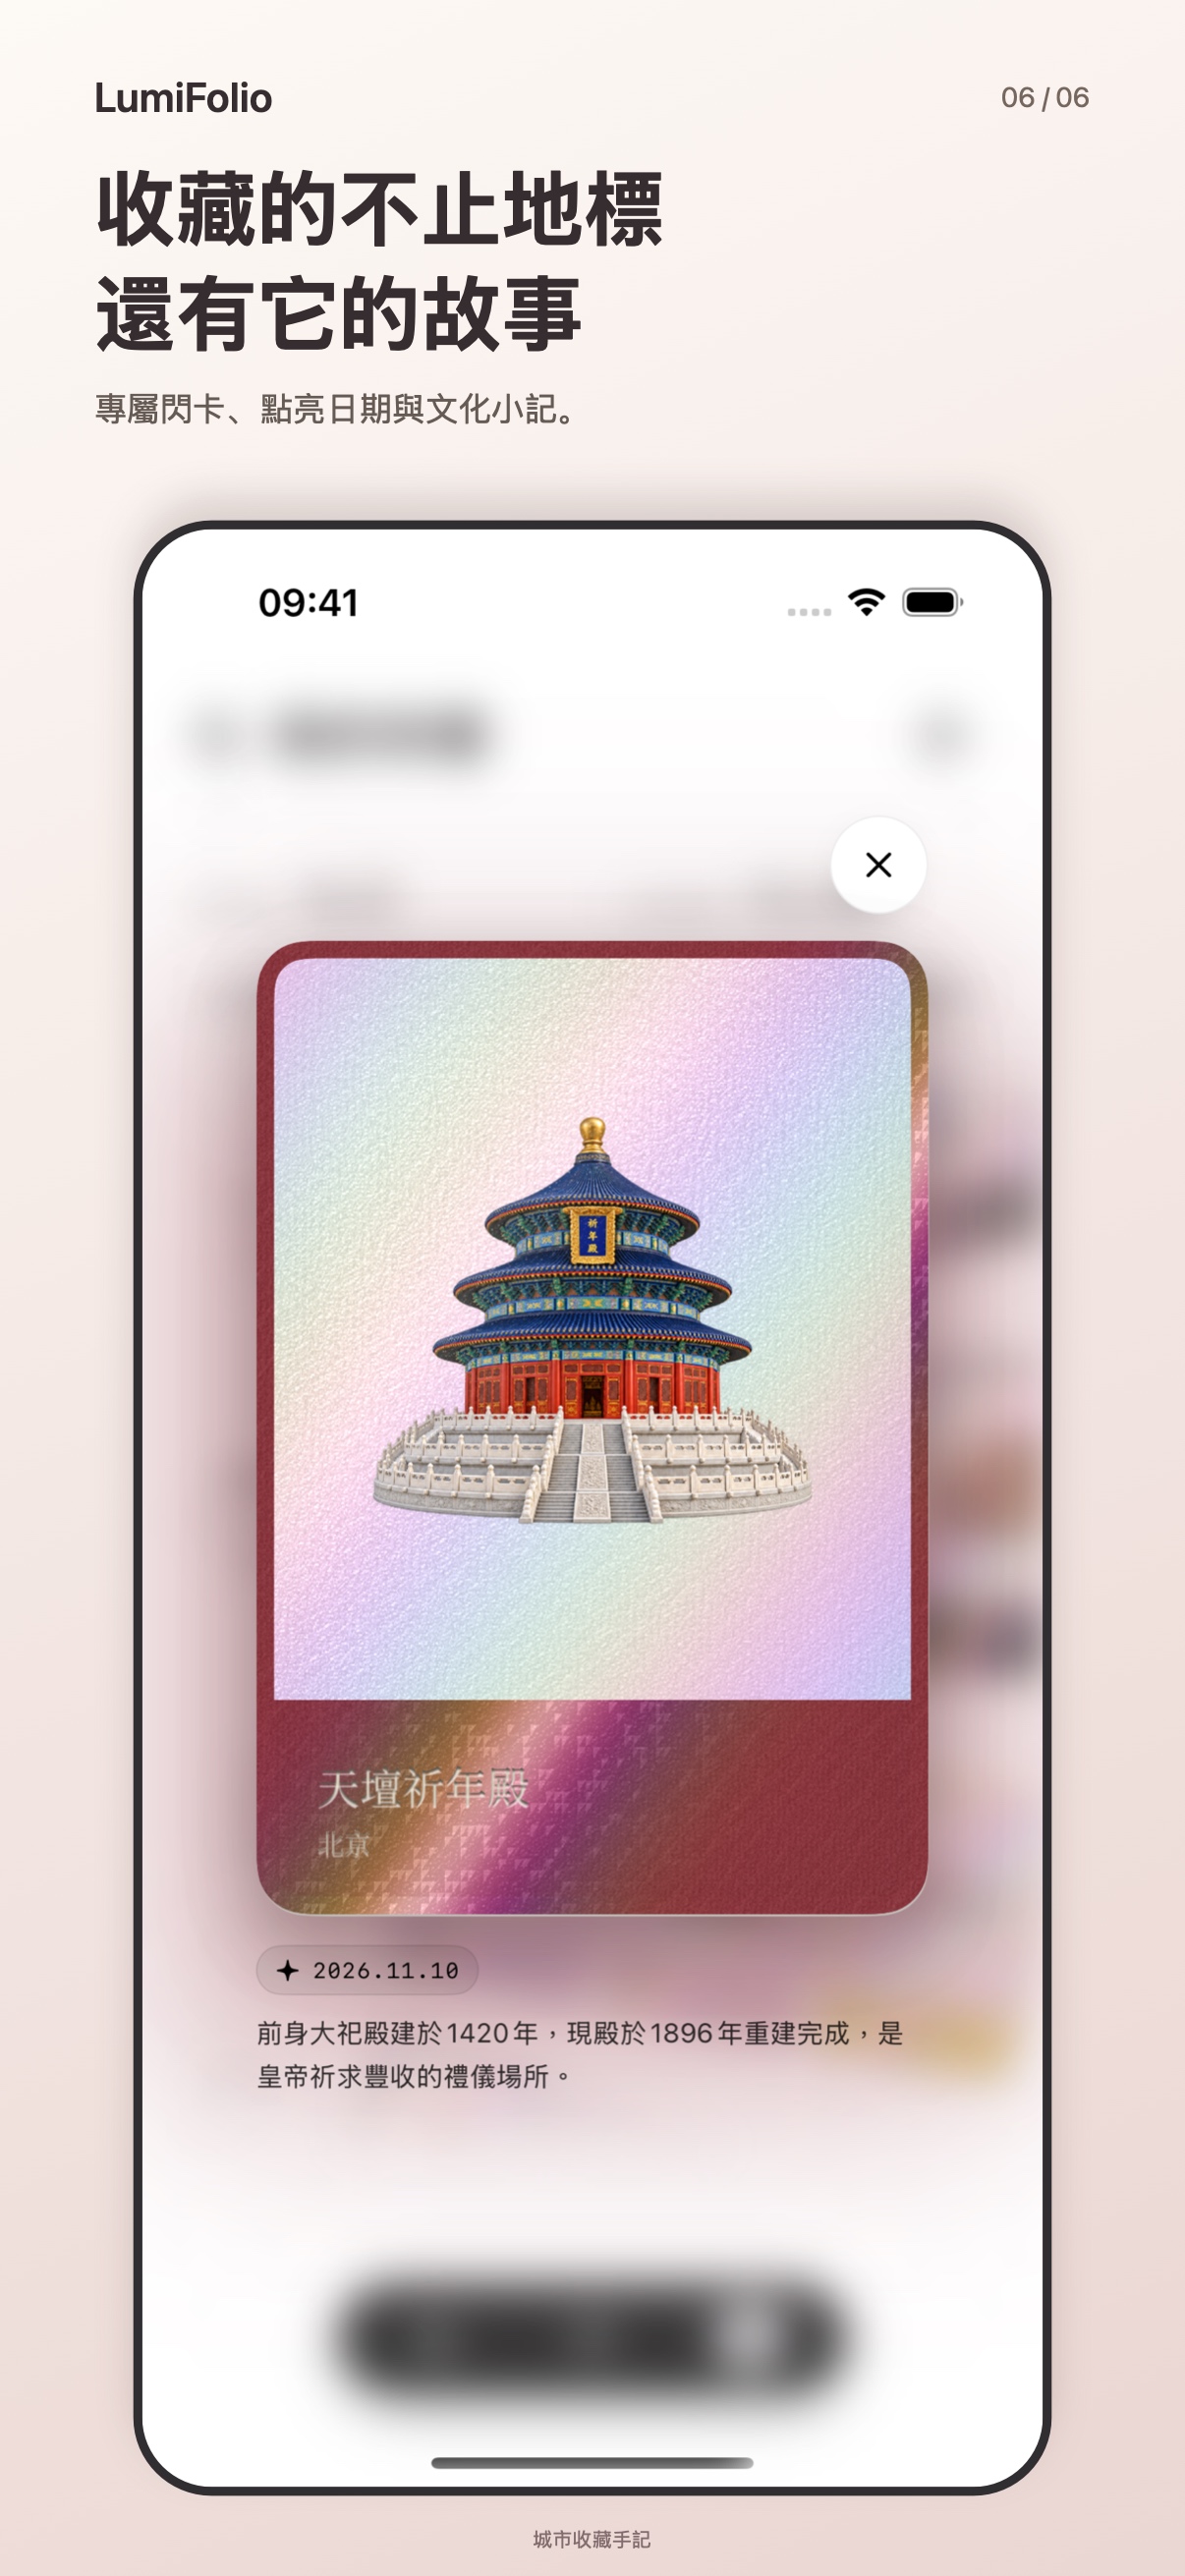 LumiFolio
06 / 06
收藏的不止地標
還有它的故事
專屬閃卡、點亮日期與文化小記。
09:41
祈年殿
天壇祈年殿
北京
2026.11.10
前身大祀殿建於1420年，現殿於1896年重建完成，是
皇帝祈求豐收的禮儀場所。
城市收藏手記